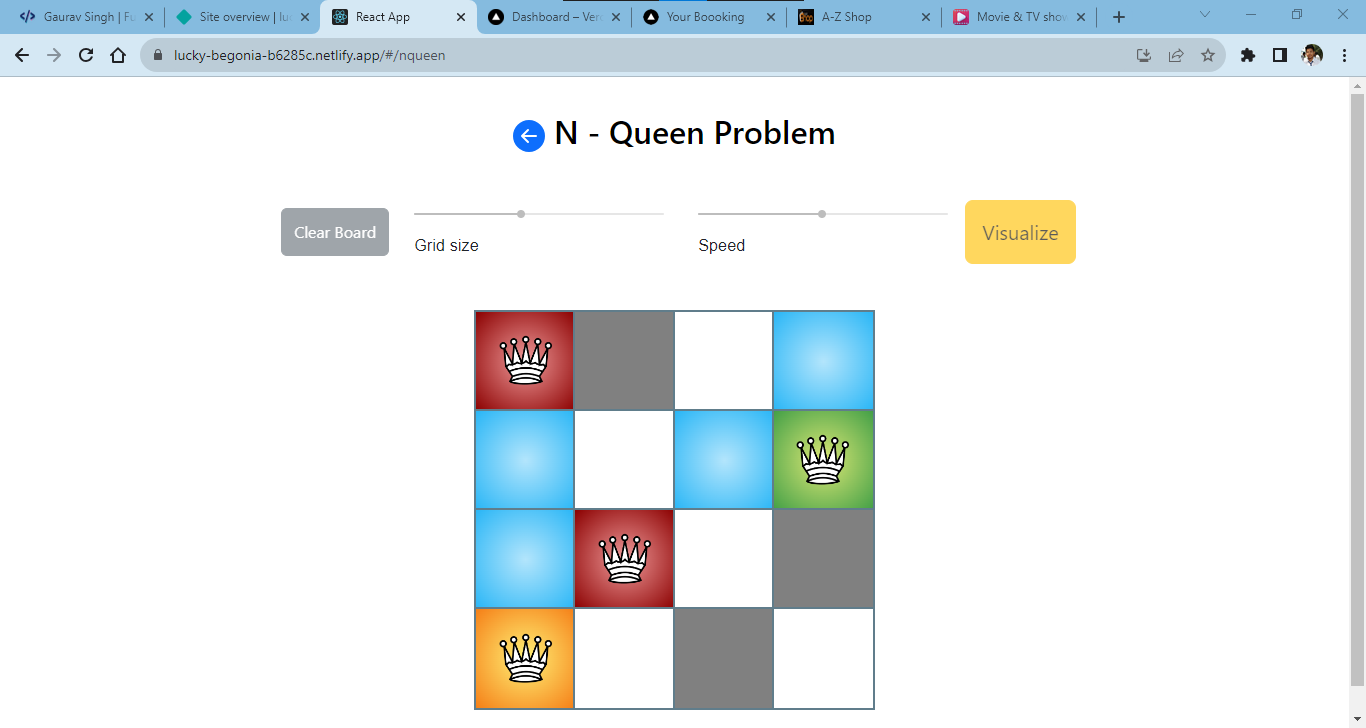 Gaurav Singh | Fu
Site overview | lu
React App
Dashboard – Ver
Your Boooking
A-Z Shop
Movie & TV show
lucky-begonia-b6285c.netlify.app/#/nqueen
N - Queen Problem
Clear Board
Grid size
Speed
Visualize